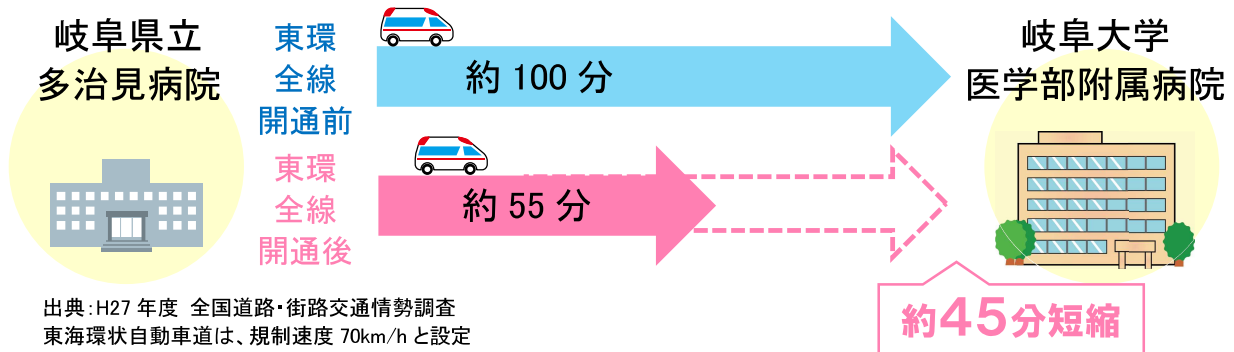 岐阜県立
多治見病院
東環
全線
開通前
約 100 分
岐阜大学
医学部附属病院
東環
全線
開通後
約 55 分
約45分短縮
出典:H27 年度 全国道路・街路交通情勢調査
東海環状自動車道は、規制速度 70km/h と設定